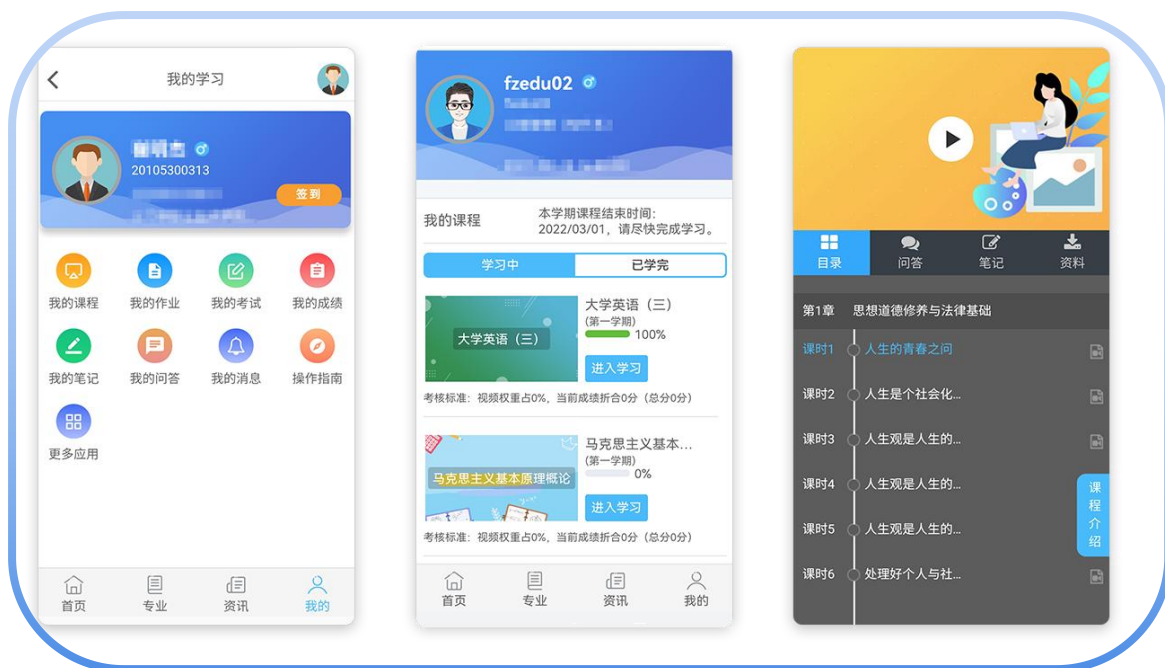 我的学习
20105300313
签到
我的课程
我的作业
我的考试
我的成绩
我的笔记
我的问答
我的消息
操作指南
更多应用
首页
专业
资讯
我的
fzedu02
我的课程
本学期课程结束时间：
2022/03/01，请尽快完成学习。
学习中
已学完
大学英语（三）
大学英语（三）
(第一学期)
100%
进入学习
考核标准：视频权重占0%，当前成绩折合0分（总分0分）
马克思主义基本原理概论
马克思主义基本...
(第一学期)
0%
进入学习
考核标准：视频权重占0%，当前成绩折合0分（总分0分）
首页
专业
资讯
我的
目录
问答
笔记
资料
第1章 思想道德修养与法律基础
课时1 人生的青春之问
课时2 人生是个社会化...
课时3 人生观是人生的...
课时4 人生观是人生的...
课时5 人生观是人生的...
课时6 处理好个人与社...
课程介绍